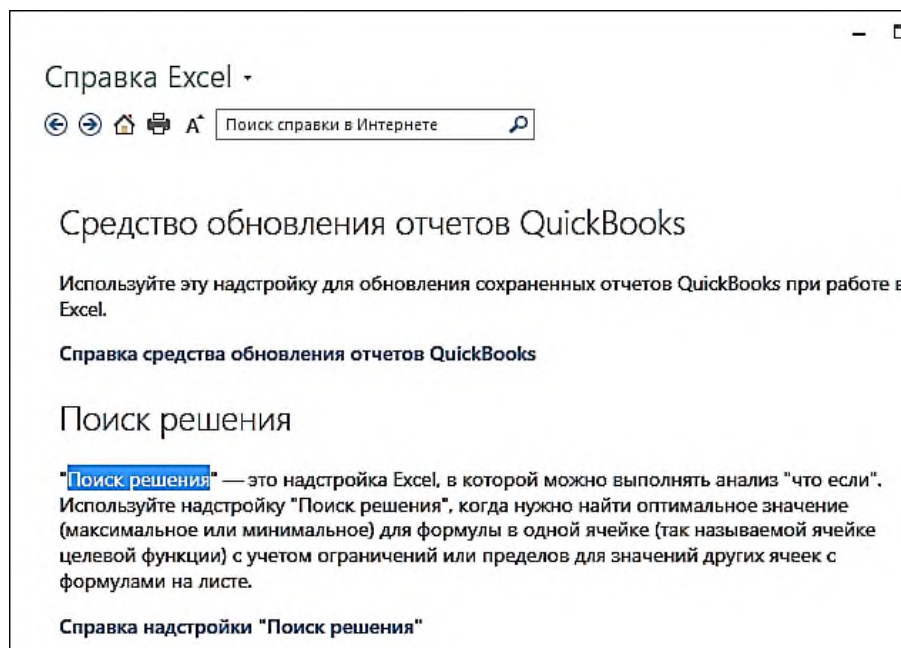 Справка Excel
Поиск справки в Интернете
Средство обновления отчетов QuickBooks
Используйте эту надстройку для обновления сохраненных отчетов QuickBooks при работе в
Excel.
Справка средства обновления отчетов QuickBooks
Поиск решения
"Поиск решения" — это надстройка Excel, в которой можно выполнять анализ "что если".
Используйте надстройку "Поиск решения", когда нужно найти оптимальное значение
(максимальное или минимальное) для формулы в одной ячейке (так называемой ячейке
целевой функции) с учетом ограничений или пределов для значений других ячеек с
формулами на листе.
Справка надстройки "Поиск решения"